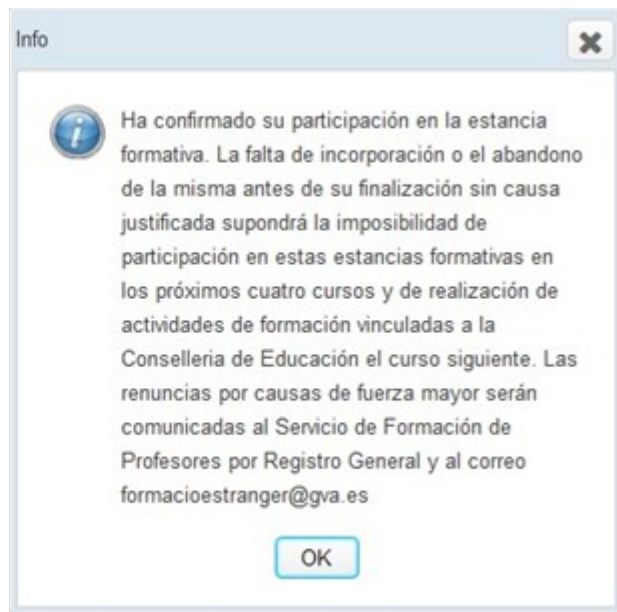 Info
Ha confirmado su participación en la estancia
formativa. La falta de incorporación o el abandono
de la misma antes de su finalización sin causa
justificada supondrá la imposibilidad de
participación en estas estancias formativas en
los próximos cuatro cursos y de realización de
actividades de formación vinculadas a la
Conselleria de Educación el curso siguiente. Las
renuncias por causas de fuerza mayor serán
comunicadas al Servicio de Formación de
Profesores por Registro General y al correo
formacioestranger@gva.es
OK